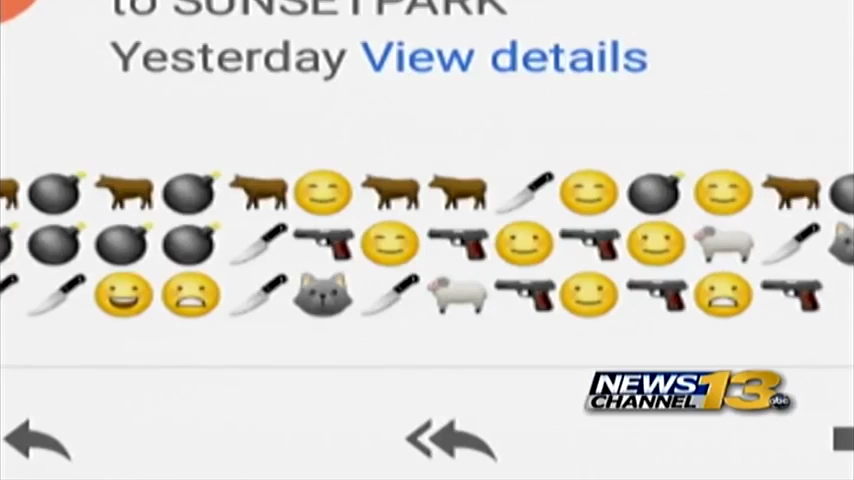 to SUNSETPARK
Yesterday View details
NEWS 13
CHANNEL abc